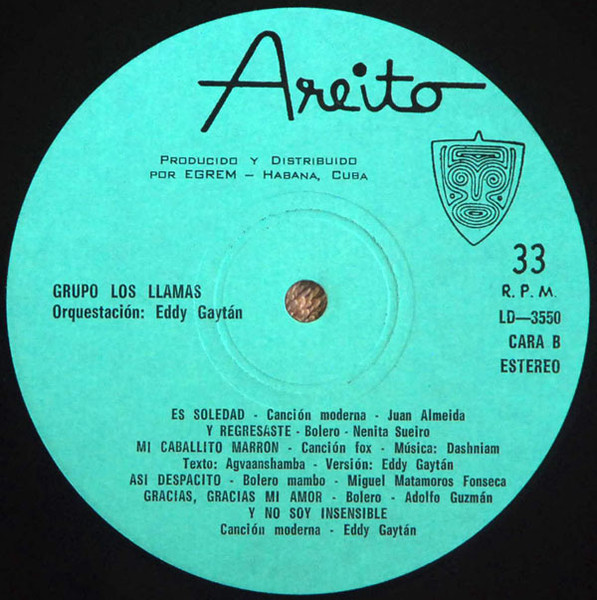 Areito
PRODUCIDO Y DISTRIBUIDO
POR EGREM - HABANA, CUBA
33
R. P. M.
LD-3550
CARA B
ESTEREO
GRUPO LOS LLAMAS
Orquestación: Eddy Gaytán
ES SOLEDAD - Canción moderna - Juan Almeida
Y REGRESASTE - Bolero - Nenita Sueiro
MI CABALLITO MARRON - Canción fox - Música: Dashniam
Texto: Agvaanshamba - Versión: Eddy Gaytán
ASI DESPACITO - Bolero mambo - Miguel Matamoros Fonseca
GRACIAS, GRACIAS MI AMOR - Bolero - Adolfo Guzmán
Y NO SOY INSENSIBLE
Canción moderna - Eddy Gaytán